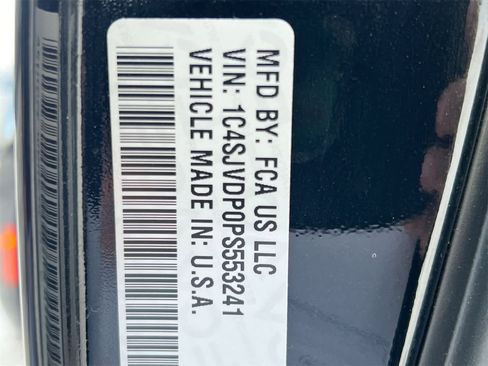 MFD BY: FCA US LLC
VIN: 1C4SJVDP0PS553241
VEHICLE MADE IN: U.S.A.